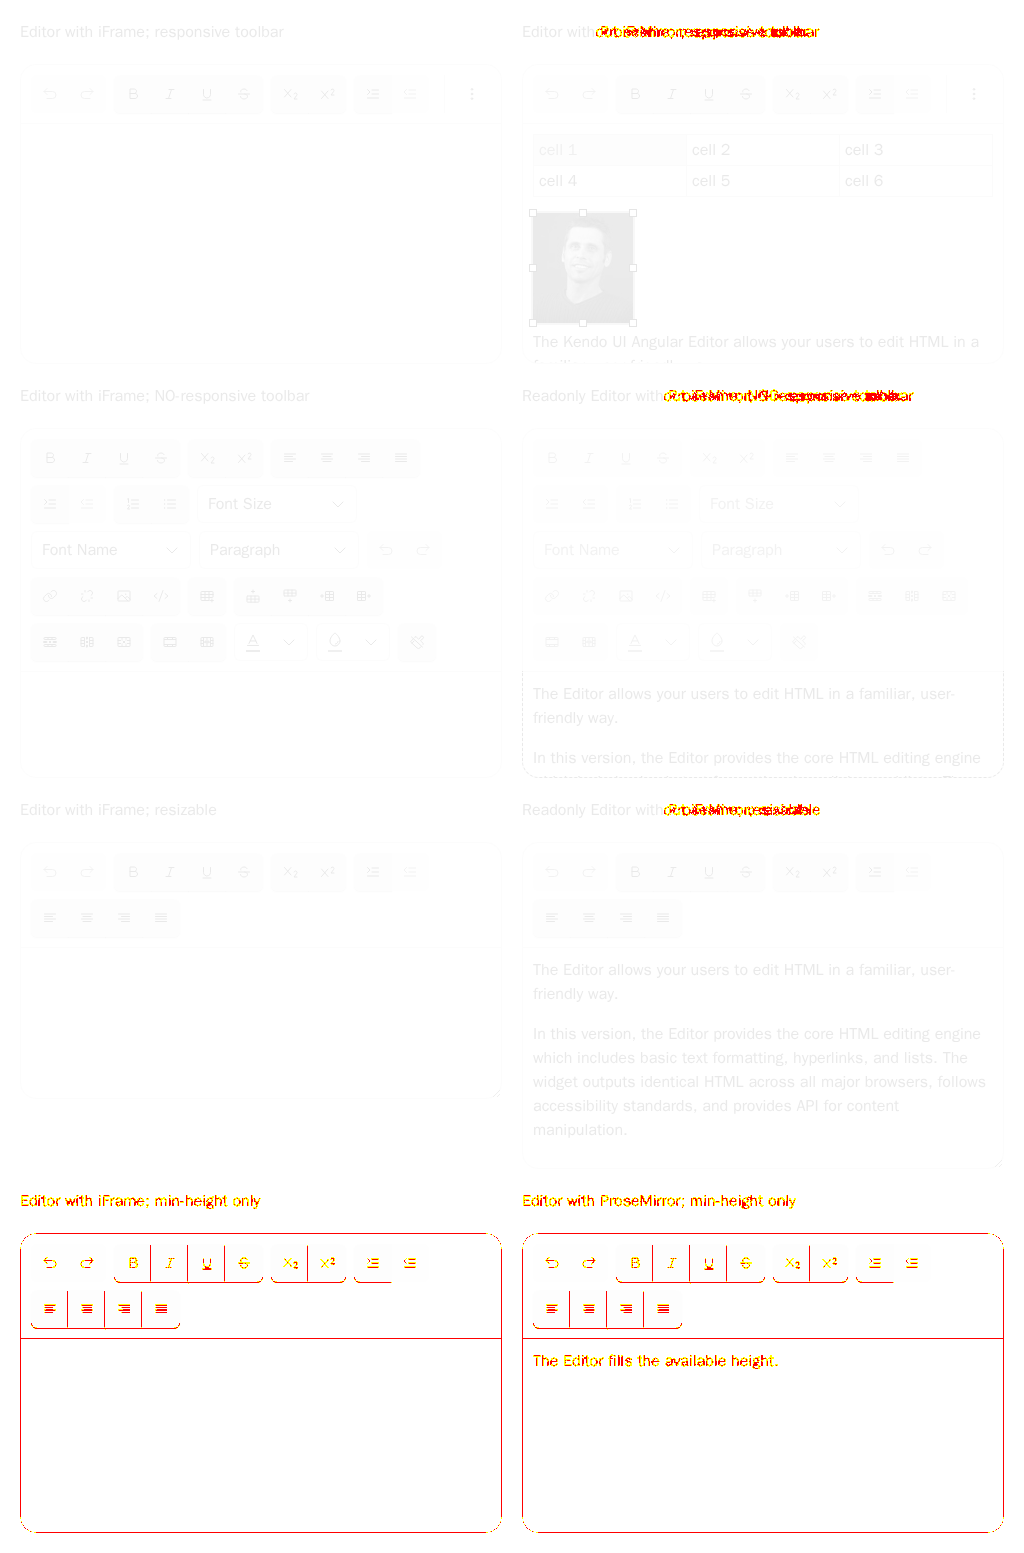 Editor with iFrame; responsive toolbar
Editor with
cell 1 cell 2 cell 3
cell 4 cell 5 cell 6
The Kendo UI Angular Editor allows your users to edit HTML in a
Editor with iFrame; NO-responsive toolbar
Readonly Editor with
Font Size
Font Name Paragraph
Font Size
Font Name Paragraph
The Editor allows your users to edit HTML in a familiar, user-
friendly way.
In this version, the Editor provides the core HTML editing engine
Editor with iFrame; resizable
Readonly Editor with
The Editor allows your users to edit HTML in a familiar, user-
friendly way.
In this version, the Editor provides the core HTML editing engine
which includes basic text formatting, hyperlinks, and lists. The
widget outputs identical HTML across all major browsers, follows
accessibility standards, and provides API for content
manipulation.
Editor with iFrame; min-height only
Editor with ProseMirror; min-height only
The Editor fills the available height.